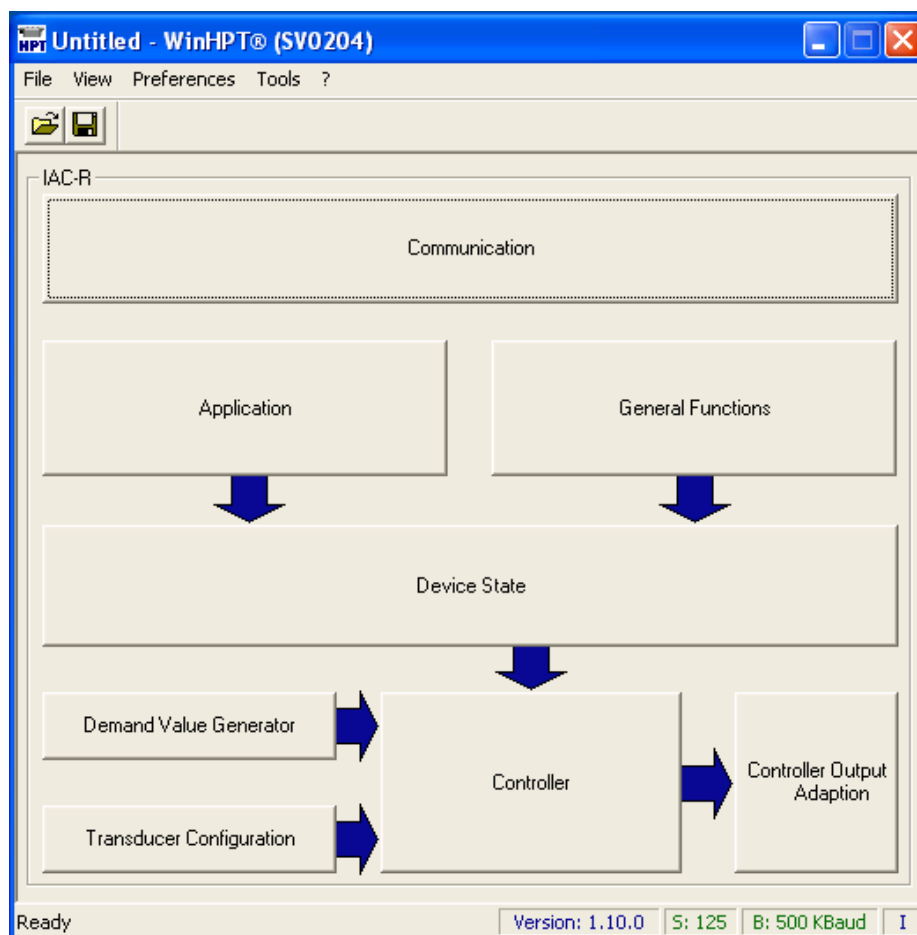 HPT Untitled - WinHPT® (SV0204)
File View Preferences Tools ?
IAC-R
Communication
Application
General Functions
Device State
Demand Value Generator
Controller
Controller Output
Adaption
Transducer Configuration
Ready
Version: 1.10.0
S: 125
B: 500 KBaud
I